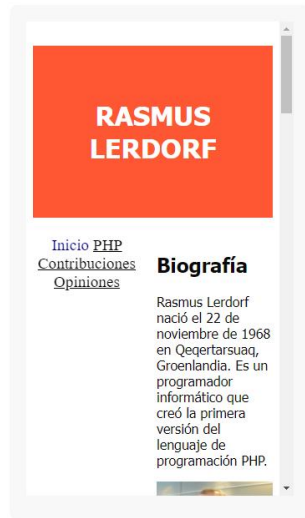 RASMUS
LERDORF
Inicio PHP
Contribuciones
Opiniones
Biografía
Rasmus Lerdorf
nació el 22 de
noviembre de 1968
en Qeqertarsuaq,
Groenlandia. Es un
programador
informático que
creó la primera
versión del
lenguaje de
programación PHP.